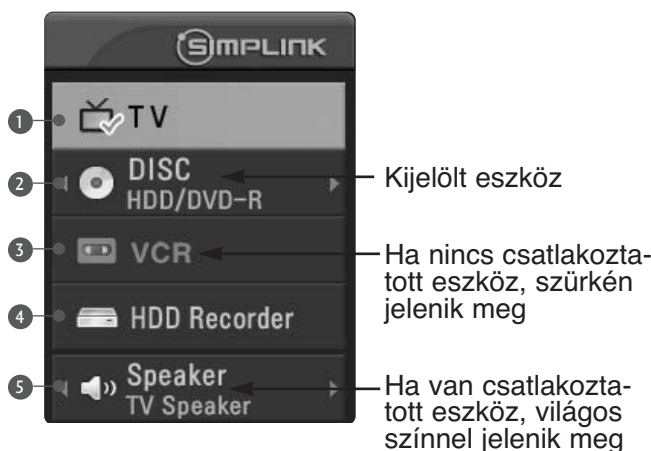 SIMPLINK
1 TV
2 DISC
HDD/DVD-R
Kijelölt eszköz
3 VCR
Ha nincs csatlakozta-
tott eszköz, szürkén
jelenik meg
4 HDD Recorder
5 Speaker
TV Speaker
Ha van csatlakozta-
tott eszköz, világos
színnel jelenik meg